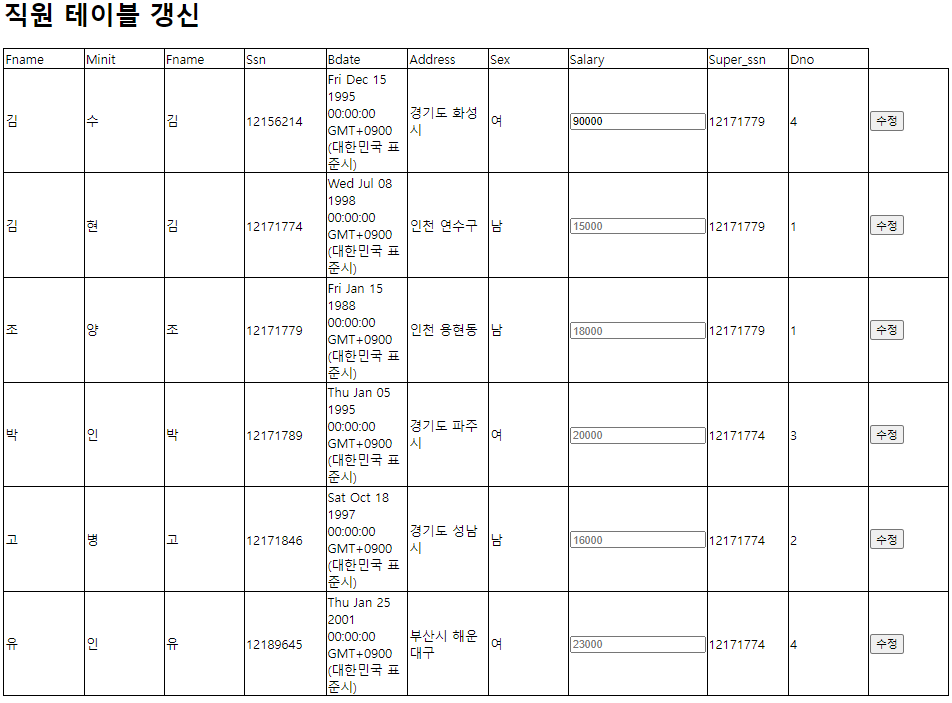 직원 테이블 갱신
Fname Minit Fname Ssn Bdate Address Sex Salary Super_ssn Dno
김 수 김 12156214
Fri Dec 15
1995
00:00:00
GMT+0900
(대한민국 표
준시)
경기도 화성
시
여 90000 12171779 4 수정
김 현 김 12171774
Wed Jul 08
1998
00:00:00
GMT+0900
(대한민국 표
준시)
인천 연수구
남 15000 12171779 1 수정
조 양 조 12171779
Fri Jan 15
1988
00:00:00
GMT+0900
(대한민국 표
준시)
인천 용현동
남 18000 12171779 1 수정
박 인 박 12171789
Thu Jan 05
1995
00:00:00
GMT+0900
(대한민국 표
준시)
경기도 파주
시
여 20000 12171774 3 수정
고 병 고 12171846
Sat Oct 18
1997
00:00:00
GMT+0900
(대한민국 표
준시)
경기도 성남
시
남 16000 12171774 2 수정
유 인 유 12189645
Thu Jan 25
2001
00:00:00
GMT+0900
(대한민국 표
준시)
부산시 해운
대구
여 23000 12171774 4 수정